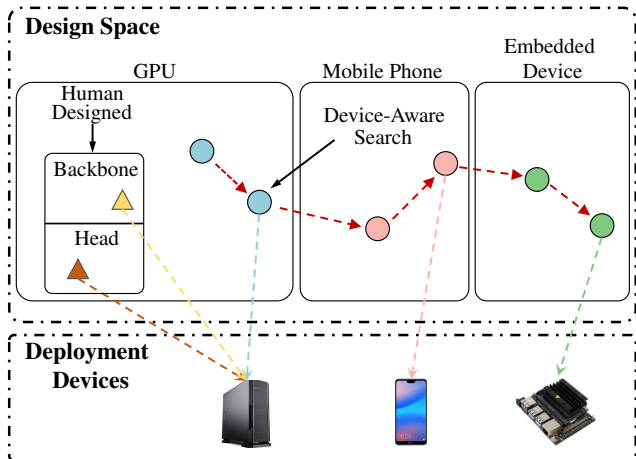 Design Space
GPU
Mobile Phone
Embedded
Device
Human
Designed
Device-Aware
Search
Backbone
Head
Deployment
Devices